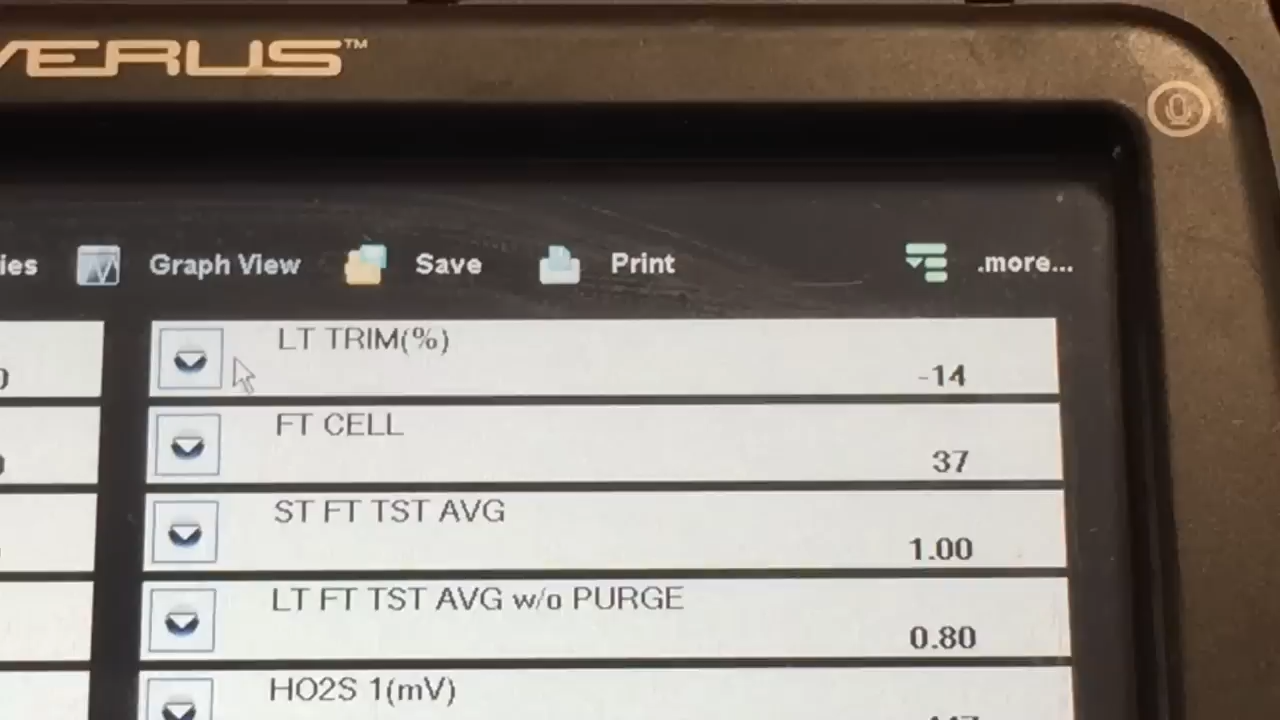 VERUS™
ies Graph View Save Print .more...
LT TRIM(%)
-14
FT CELL
37
ST FT TST AVG
1.00
LT FT TST AVG w/o PURGE
0.80
HO2S 1(mV)